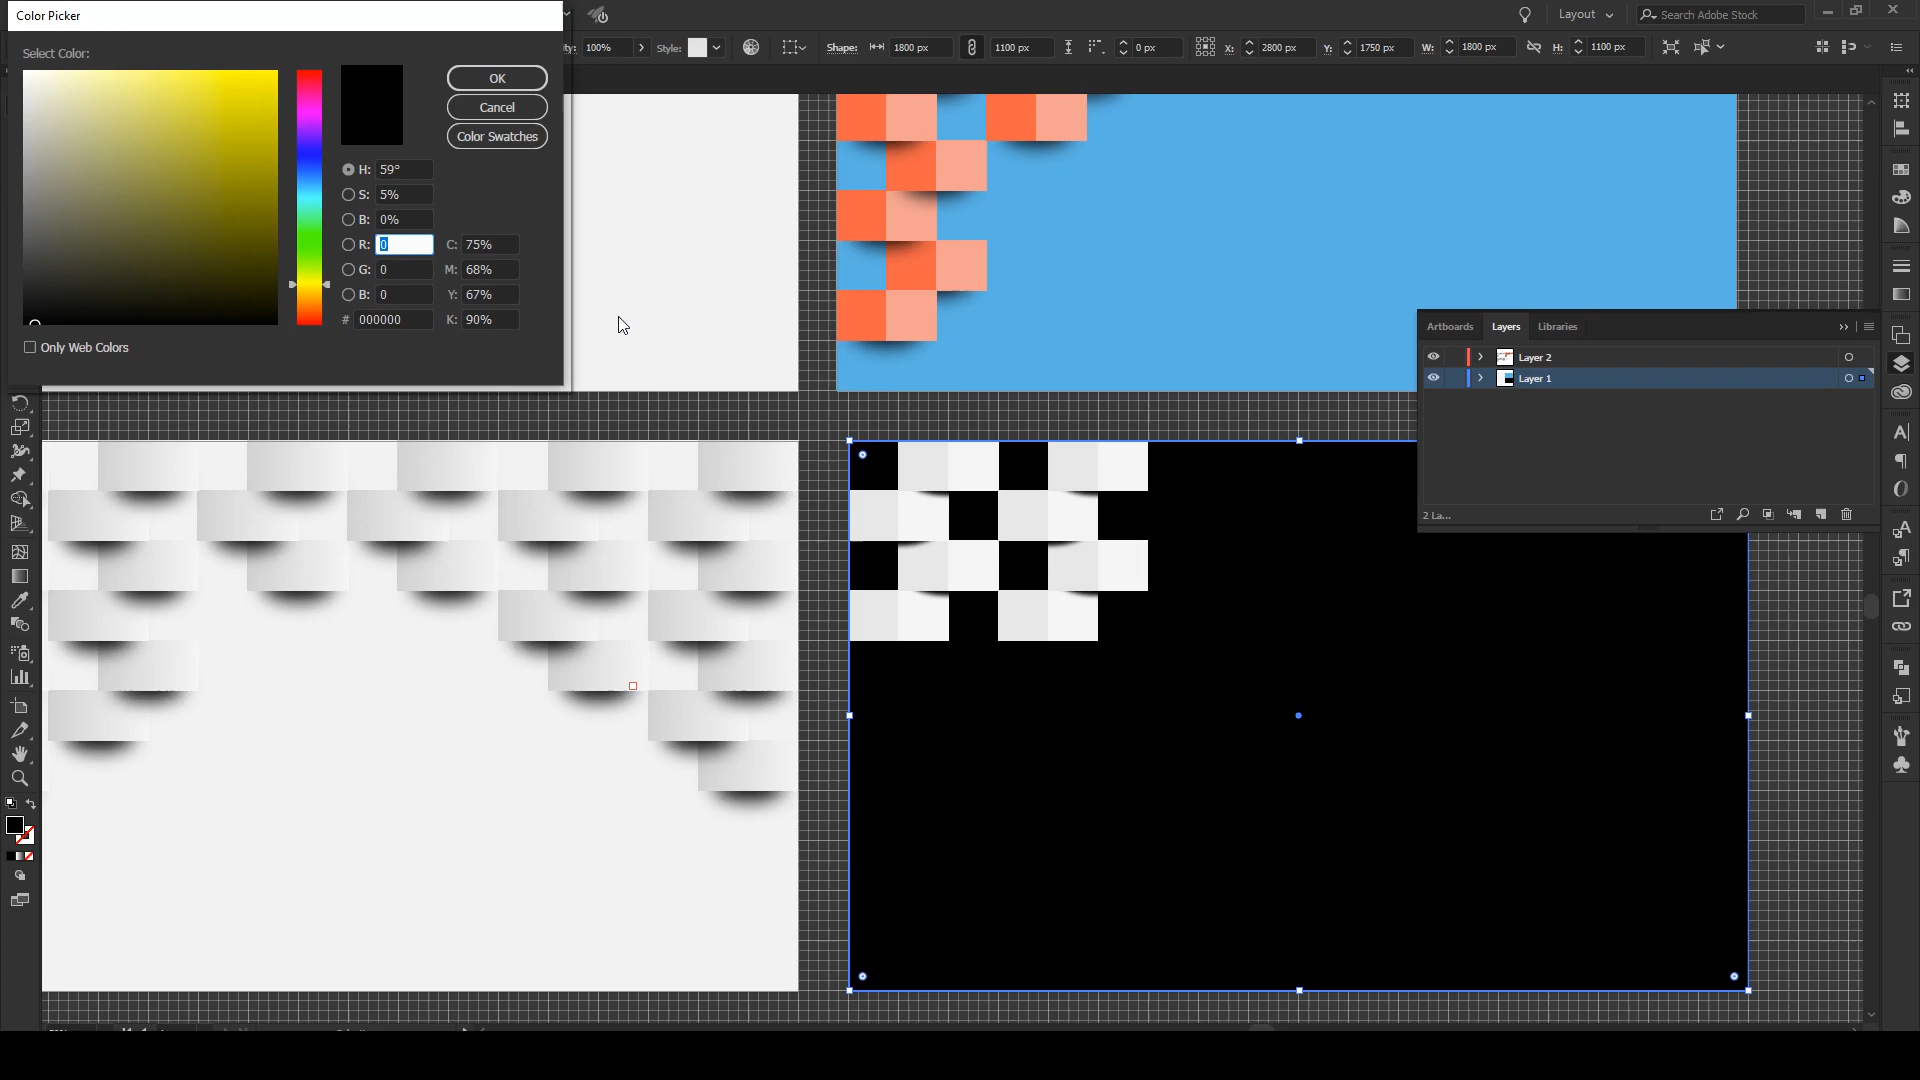 Color Picker
Layout
Search Adobe Stock
Select Color:
OK
Cancel
Color Swatches
ty: 100%
Style:
Shape:
1800 px
1100 px
0 px
X: 2800 px
Y: 1750 px
W: 1800 px
H: 1100 px
H: 59°
S: 5%
B: 0%
R: 0
C: 75%
G: 0
M: 68%
B: 0
Y: 67%
# 000000
K: 90%
Only Web Colors
Artboards
Layers
Libraries
Layer 2
Layer 1
2 La...